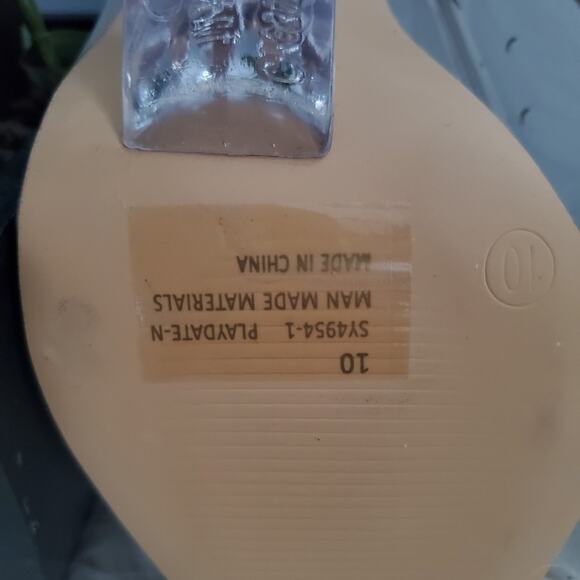 10
SY4954-1 PLAYDATE-N
MAN MADE MATERIALS
MADE IN CHINA
10